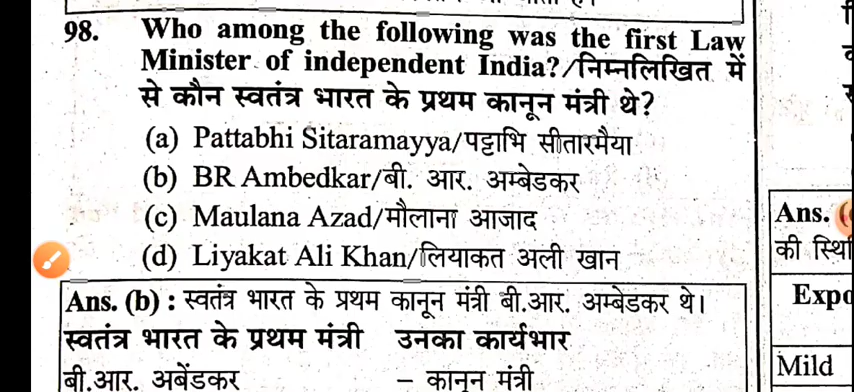 98. Who among the following was the first Law
Minister of independent India?/निम्नलिखित में
से कौन स्वतंत्र भारत के प्रथम कानून मंत्री थे?
(a) Pattabhi Sitaramayya/पट्टाभि सीतारमैया
(b) BR Ambedkar/बी. आर. अम्बेडकर
(c) Maulana Azad/मौलाना आजाद
(d) Liyakat Ali Khan/लियाकत अली खान
Ans. (b) : स्वतंत्र भारत के प्रथम कानून मंत्री बी.आर. अम्बेडकर थे।
स्वतंत्र भारत के प्रथम मंत्री उनका कार्यभार
बी.आर. अबेंडकर – कानून मंत्री
Ans.
की
Mild